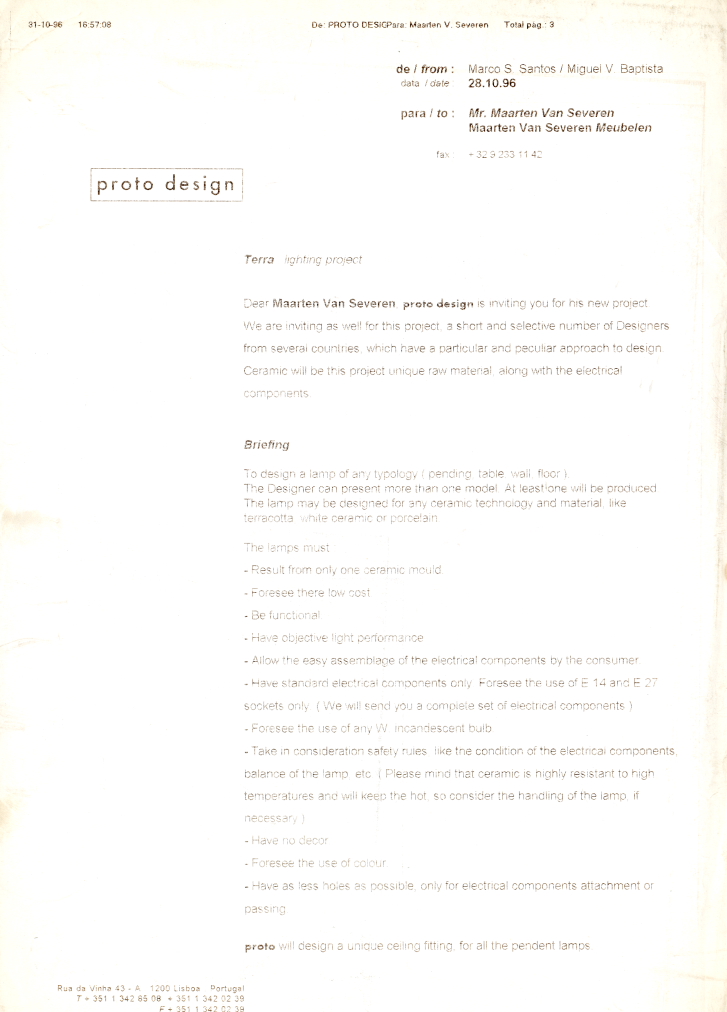 31-10-96 16:57:08 De: PROTO DESIGPara: Maarten V. Severen Total pág.: 3
de / from : Marco S. Santos / Miguel V. Baptista
data / date : 28.10.96
para / to : Mr. Maarten Van Severen
Maarten Van Severen Meubelen
fax : + 32 9 233 11 42
proto design
Terra lighting project
Dear Maarten Van Severen, proto design is inviting you for his new project.
We are inviting as well for this project, a short and selective number of Designers
from several countries, which have a particular and peculiar approach to design.
Ceramic will be this project unique raw material, along with the electrical
components.
Briefing
To design a lamp of any typology ( pending, table, wall, floor ).
The Designer can present more than one model. At least one will be produced.
The lamp may be designed for any ceramic technology and material, like
terracotta, white ceramic or porcelain.
The lamps must :
- Result from only one ceramic mould
- Foresee there low cost
- Be functional
- Have objective light performance
- Allow the easy assemblage of the electrical components by the consumer
- Have standard electrical components only. Foresee the use of E 14 and E 27
sockets only. ( We will send you a complete set of electrical components )
- Foresee the use of any W. incandescent bulb
- Take in consideration safety rules, like the condition of the electrical components,
balance of the lamp, etc. ( Please mind that ceramic is highly resistant to high
temperatures and will keep the hot, so consider the handling of the lamp, if
necessary )
- Have no decor
- Foresee the use of colour
- Have as less holes as possible, only for electrical components attachment or
passing
proto will design a unique ceiling fitting, for all the pendent lamps.
Rua da Vinha 43 - A 1200 Lisboa Portugal
T + 351 1 342 85 08 + 351 1 342 02 39
F + 351 1 342 02 39